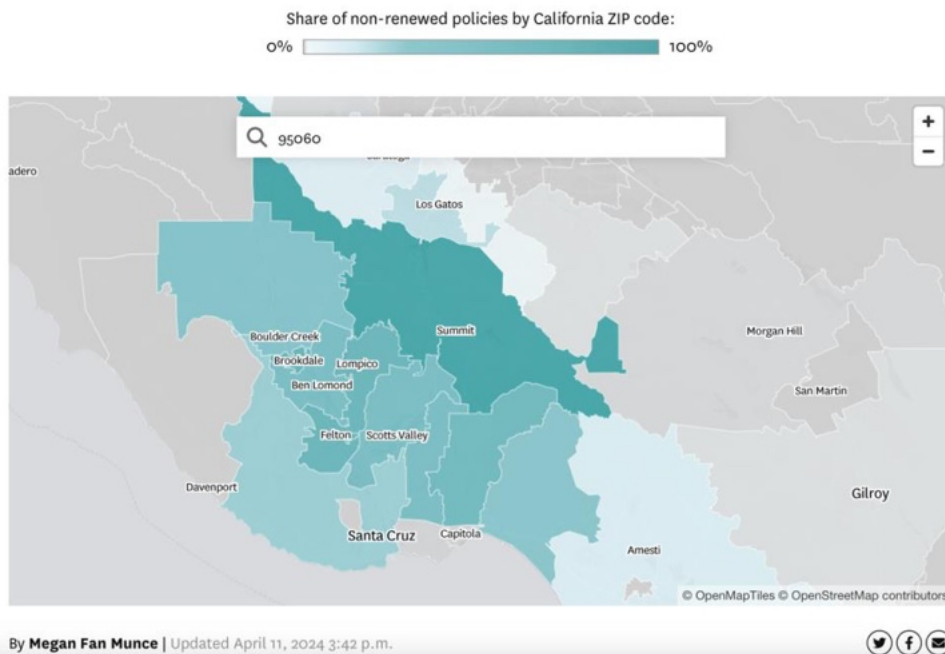 Share of non-renewed policies by California ZIP code:
0% 100%
95060
+
−
adero
Los Gatos
Summit
Boulder Creek
Morgan Hill
Brookdale
Lompico
Ben Lomond
San Martin
Felton
Scotts Valley
Davenport
Gilroy
Santa Cruz
Capitola
Amesti
© OpenMapTiles © OpenStreetMap contributors
By Megan Fan Munce | Updated April 11, 2024 3:42 p.m.